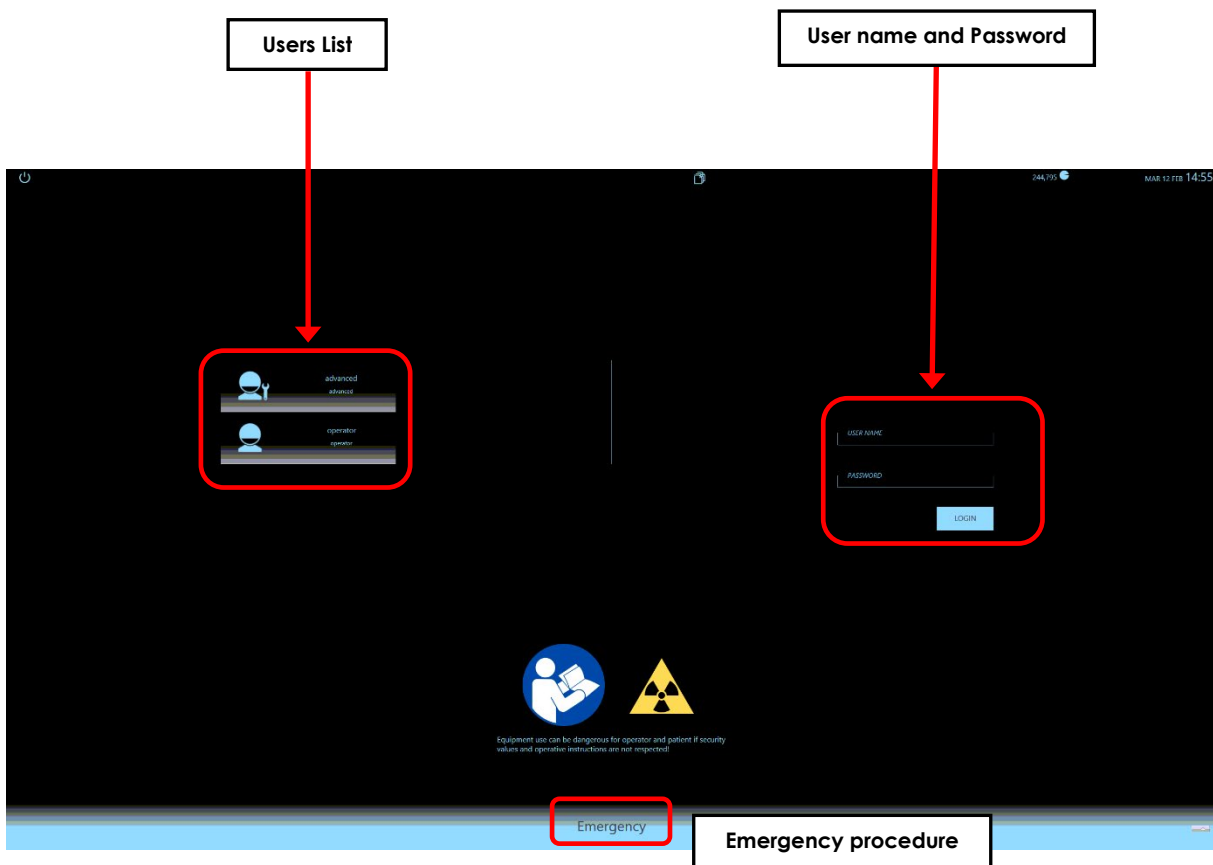 Users List
User name and Password
244,795
MAR 12 FEB 14:55
advanced
advanced
operator
operator
USER NAME
PASSWORD
LOGIN
Equipment use can be dangerous for operator and patient if security
values and operative instructions are not respected!
Emergency
Emergency procedure